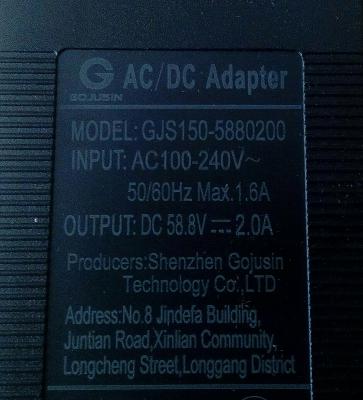 G AC/DC Adapter
GOJUSIN
MODEL: GJS150-5880200
INPUT: AC100-240V~
50/60Hz Max.1.6A
OUTPUT: DC 58.8V⎓2.0A
Producers:Shenzhen Gojusin
Technology Co.,LTD
Address:No.8 Jindefa Building,
Juntian Road,Xinlian Community,
Longcheng Street,Longgang District